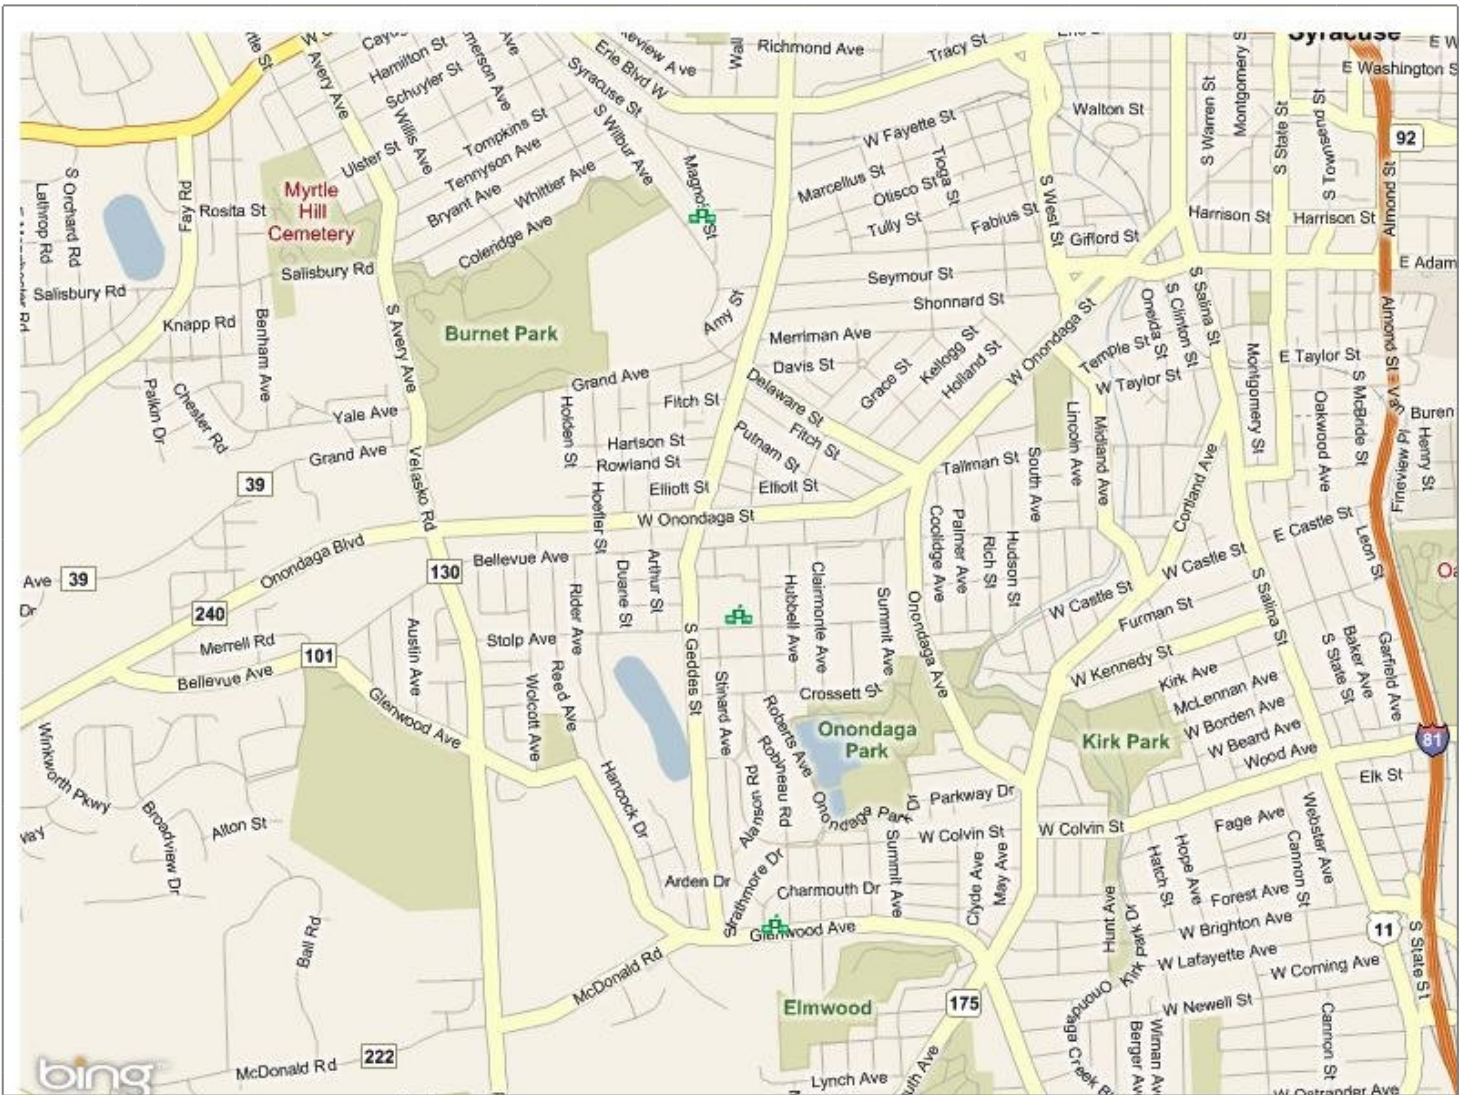 Syracuse
Richmond Ave
Tracy St
Hamilton St
Schuyler St
Erie Blvd W
Syracuse St
E Washington S
Avery Ave
Walton St
S Warren St
Montgomery S
S State St
S Townsend St
92
Willis Ave
Ulster St
Tompkins St
Tennyson Ave
Bryant Ave
Whittier Ave
Coleridge Ave
S Wilbur Ave
W Fayette St
Marcellus St
Otisco St
Tioga St
Tully St
Fabius St
S West St
Gifford St
Harrison St
Harrison St
Almond St
E Adam
S Orchard Rd
Lathrop Rd
Fay Rd
Rosita St
Myrtle
Hill
Cemetery
Salisbury Rd
Salisbury Rd
Knapp Rd
Benham Ave
S Avery Ave
Burnet Park
Amy St
Seymour St
Shonnard St
Merriman Ave
Davis St
Grace St
Kellogg St
Holland St
W Onondaga St
Oneida St
S Clinton St
S Salina St
Temple St
W Taylor St
Montgomery St
E Taylor St
S McBride St
Oakwood Ave
Almond St - Van
Buren
Henry St
Palkin Dr
Chester Rd
Yale Ave
Grand Ave
Grand Ave
Holden St
Fitch St
Delaware St
Fitch St
Putnam St
Harison St
Rowland St
Elliott St
Elliott St
Tallman St
South Ave
Lincoln Ave
Midland Ave
Cortland Ave
Velasko Rd
39
W Onondaga St
Onondaga Blvd
Hoefler St
Bellevue Ave
130
Ave
39
Dr
240
Merrell Rd
101
Bellevue Ave
Austin Ave
Stolp Ave
Rider Ave
Reed Ave
Wolcott Ave
Duane St
Arthur St
S Geddes St
Hubbell Ave
Clairmonte Ave
Summit Ave
Onondaga Ave
Coolidge Ave
Palmer Ave
Rich St
Hudson St
W Castle St
W Castle St
E Castle St
Leon St
Furman St
S Salina St
W Kennedy St
Kirk Ave
McLennan Ave
W Borden Ave
W Beard Ave
Wood Ave
S State St
Baker Ave
Garfield Ave
81
Elk St
Glenwood Ave
Winkworth Pkwy
Broadview Dr
Alton St
Hancock Dr
Stinard Ave
Crossett St
Roberts Ave
Robineau Rd
Alanson Rd
Onondaga
Park
Onondaga Park Dr
Kirk Park
Parkway Dr
W Colvin St
W Colvin St
Fage Ave
Webster Ave
Cannon St
Hope Ave
Hatch St
Forest Ave
W Brighton Ave
W Lafayette Ave
W Corning Ave
W Newell St
11
S State St
Arden Dr
Strathmore Dr
Charmouth Dr
Summit Ave
Clyde Ave
May Ave
Hunt Ave
Kirk park Dr
Ball Rd
McDonald Rd
Glenwood Ave
Elmwood
175
McDonald Rd
222
Lynch Ave
Berger Av
Cannon St
W Ostrander Ave
bing